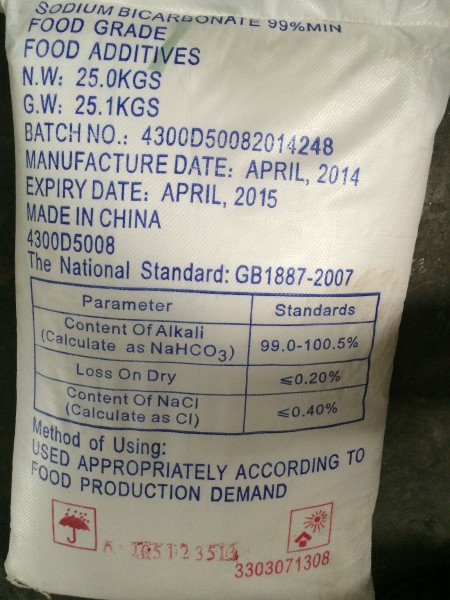 SODIUM BICARBONATE 99%MIN
FOOD GRADE
FOOD ADDITIVES
N.W: 25.0KGS
G.W: 25.1KGS
BATCH NO.: 4300D50082014248
MANUFACTURE DATE: APRIL, 2014
EXPIRY DATE: APRIL, 2015
MADE IN CHINA
4300D5008
The National Standard: GB1887-2007
Parameter Standards
Content Of Alkali
(Calculate as NaHCO3) 99.0-100.5%
Loss On Dry ≤0.20%
Content Of NaCl
(Calculate as Cl) ≤0.40%
Method of Using:
USED APPROPRIATELY ACCORDING TO
FOOD PRODUCTION DEMAND
3303071308